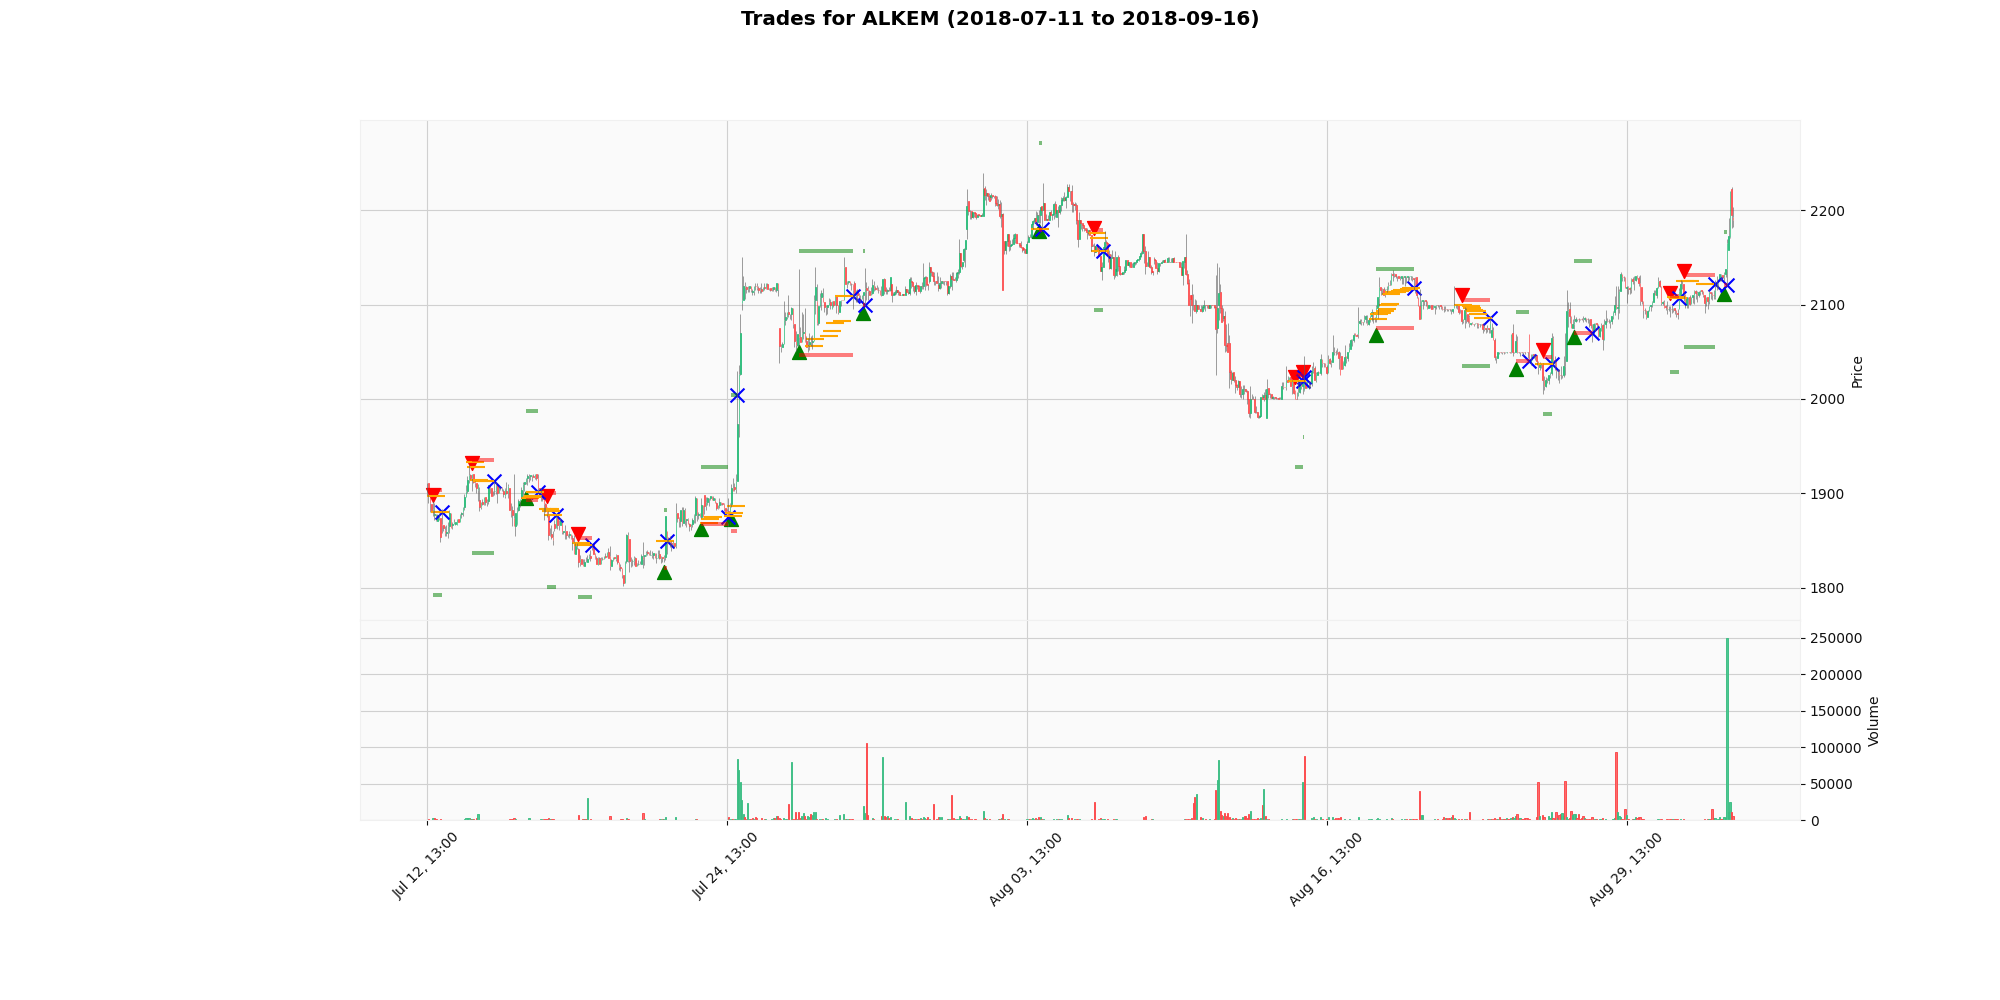 Trades for ALKEM (2018-07-11 to 2018-09-16)
2200
2100
2000
1900
1800
Price
250000
200000
150000
100000
50000
0
Volume
Jul 12, 13:00
Jul 24, 13:00
Aug 03, 13:00
Aug 16, 13:00
Aug 29, 13:00